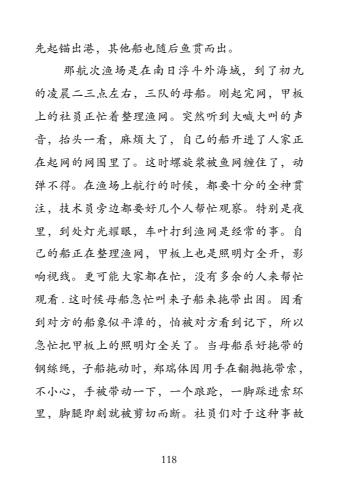 先起锚出港，其他船也随后鱼贯而出。
那航次渔场是在南日浮斗外海域，到了初九
的凌晨二三点左右，三队的母船。刚起完网，甲板
上的社员正忙着整理渔网。突然听到大喊大叫的声
音，抬头一看，麻烦大了，自己的船开进了人家正
在起网的网围里了。这时螺旋桨被鱼网缠住了，动
弹不得。在渔场上航行的时候，都要十分的全神贯
注，技术员旁边都要好几个人帮忙观察。特别是夜
里，到处灯光耀眼，车叶打到渔网是经常的事。自
己的船正在整理渔网，甲板上也是照明灯全开，影
响视线。更可能大家都在忙，没有多余的人来帮忙
观看.这时候母船急忙叫来子船来拖带出困。因看
到对方的船象似平潭的，怕被对方看到记下，所以
急忙把甲板上的照明灯全关了。当母船系好拖带的
钢丝绳，子船拖动时，郑瑞体因用手在翻抛拖带索，
不小心，手被带动一下，一个踉跄，一脚踩进索环
里，脚腿即刻就被剪切而断。社员们对于这种事故
118